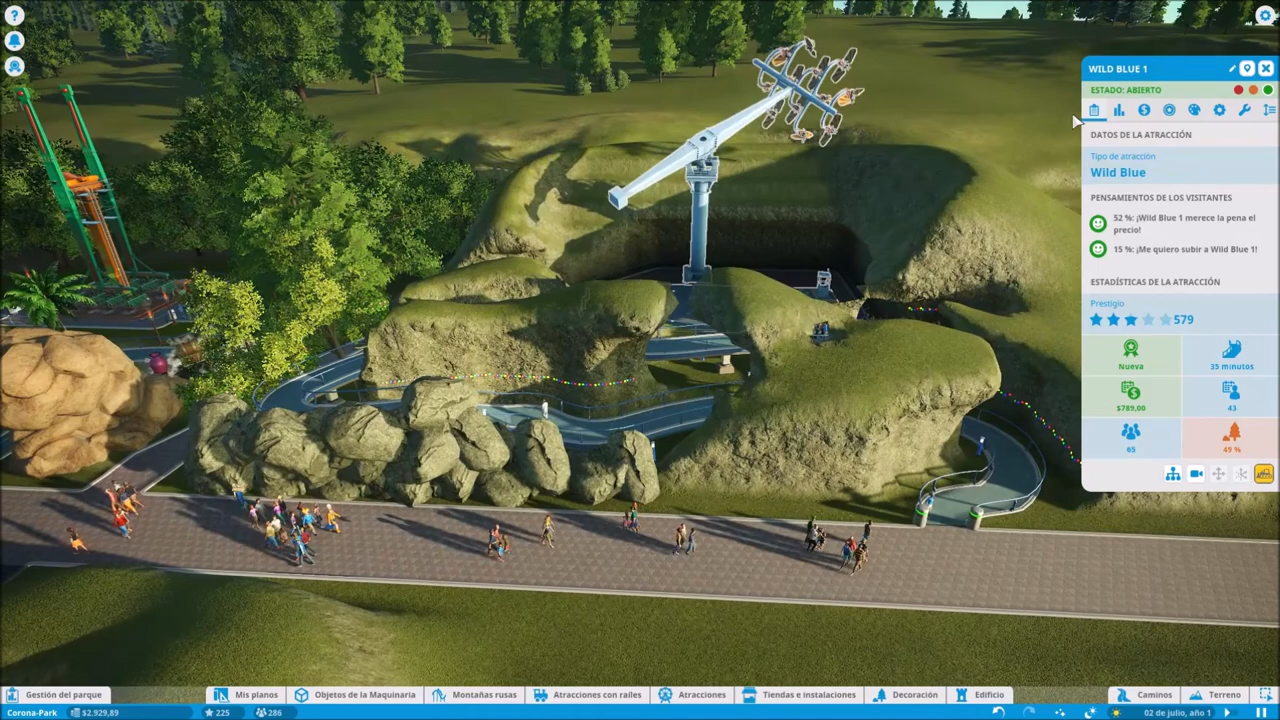 WILD BLUE 1
ESTADO: ABIERTO
DATOS DE LA ATRACCIÓN
Tipo de atracción
Wild Blue
PENSAMIENTOS DE LOS VISITANTES
52 %: ¡Wild Blue 1 merece la pena el
precio!
15 %: ¡Me quiero subir a Wild Blue 1!
ESTADÍSTICAS DE LA ATRACCIÓN
Prestigio
579
Nueva
35 minutos
$789,00
43
65
49 %
Gestión del parque
Mis planos
Objetos de la Maquinaria
Montañas rusas
Atracciones con raíles
Atracciones
Tiendas e instalaciones
Decoración
Edificio
Caminos
Terreno
Corona-Park
$2.929,89
225
286
02 de julio, año 1